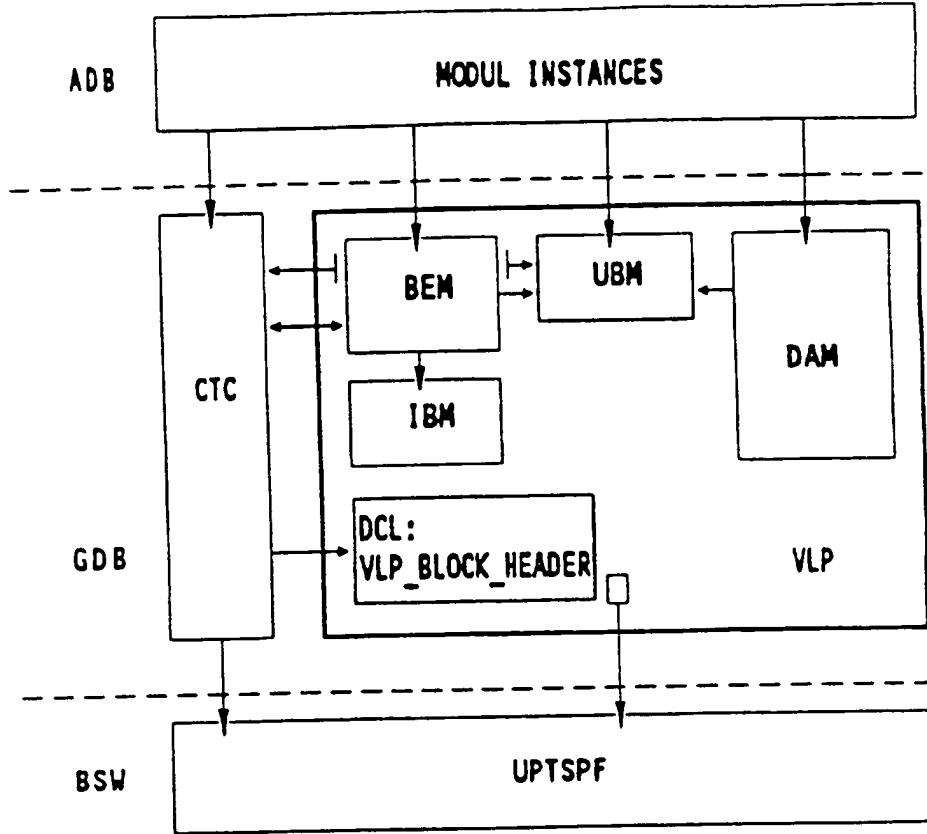 ADB
MODUL INSTANCES
BEM
UBM
DAM
CTC
IBM
DCL:
VLP_BLOCK_HEADER
GDB
VLP
BSW
UPTSPF